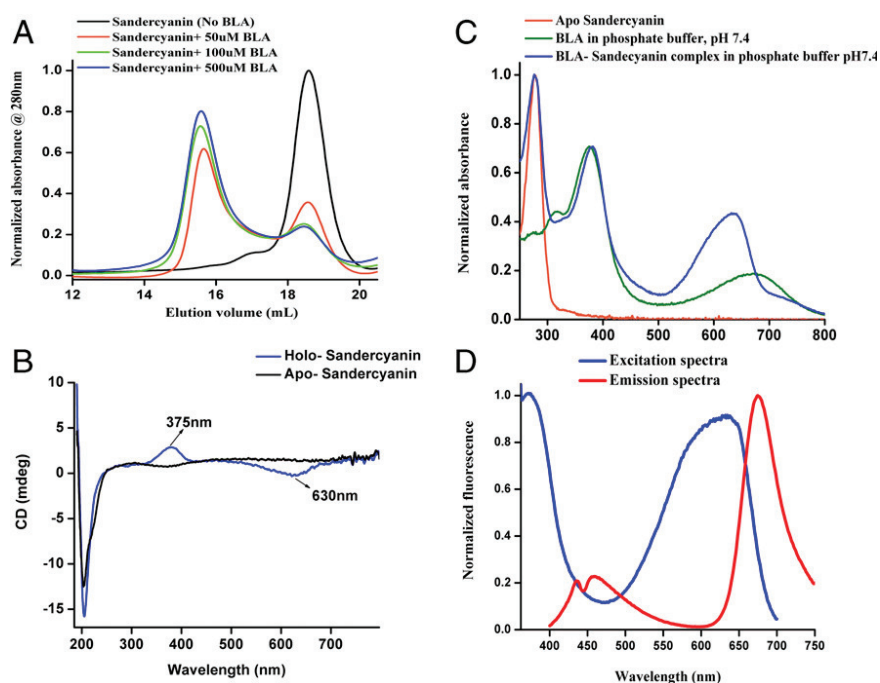 A
Sandercyanin (No BLA)
Sandercyanin+ 50uM BLA
Sandercyanin+ 100uM BLA
Sandercyanin+ 500uM BLA
Normalized absorbance @ 280nm
1.0
0.8
0.6
0.4
0.2
0.0
12 14 16 18 20
Elution volume (mL)
B
Holo- Sandercyanin
Apo- Sandercyanin
CD (mdeg)
10
5
0
-5
-10
-15
375nm
630nm
200 300 400 500 600 700
Wavelength (nm)
C
Apo Sandercyanin
BLA in phosphate buffer, pH 7.4
BLA- Sandecyanin complex in phosphate buffer pH7.4
Normalized absorbance
1.0
0.8
0.6
0.4
0.2
0.0
300 400 500 600 700 800
D
Excitation spectra
Emission spectra
Normalized fluorescence
1.0
0.8
0.6
0.4
0.2
0.0
400 450 500 550 600 650 700 750
Wavelength (nm)